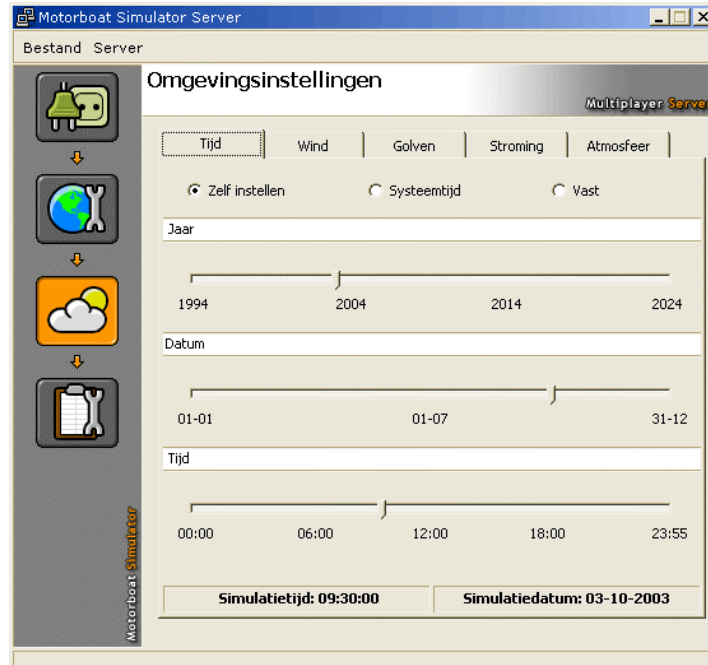 Motorboat Simulator Server
Bestand Server
Omgevingsinstellingen
Multiplayer Server
Tijd Wind Golven Stroming Atmosfeer
Zelf instellen Systeemtijd Vast
Jaar
1994 2004 2014 2024
Datum
01-01 01-07 31-12
Tijd
00:00 06:00 12:00 18:00 23:55
Simulatietijd: 09:30:00 Simulatiedatum: 03-10-2003
Motorboat Simulator